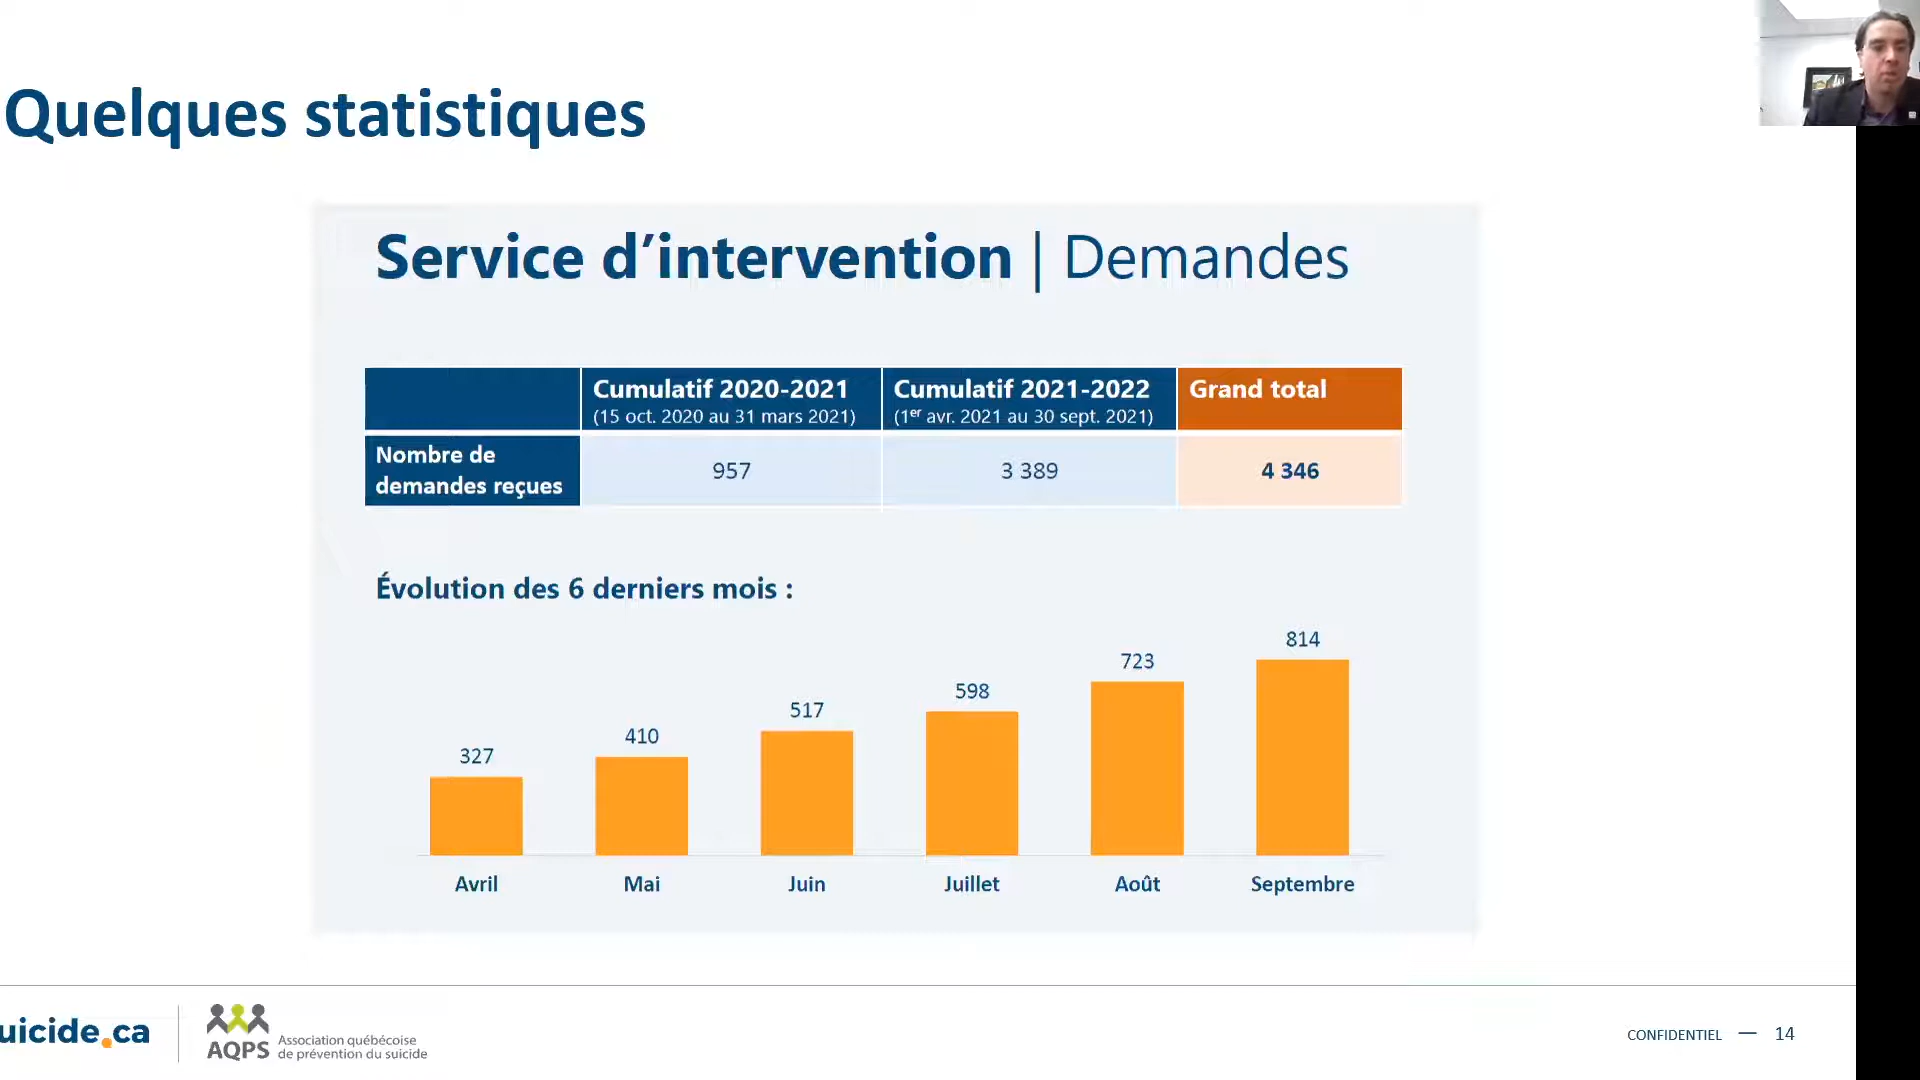 Quelques statistiques
Service d’intervention | Demandes
Cumulatif 2020-2021
(15 oct. 2020 au 31 mars 2021)
Cumulatif 2021-2022
(1er avr. 2021 au 30 sept. 2021)
Grand total
Nombre de
demandes reçues
957
3 389
4 346
Évolution des 6 derniers mois :
327
410
517
598
723
814
Avril
Mai
Juin
Juillet
Août
Septembre
uicide.ca
AQPS
Association québécoise
de prévention du suicide
CONFIDENTIEL — 14